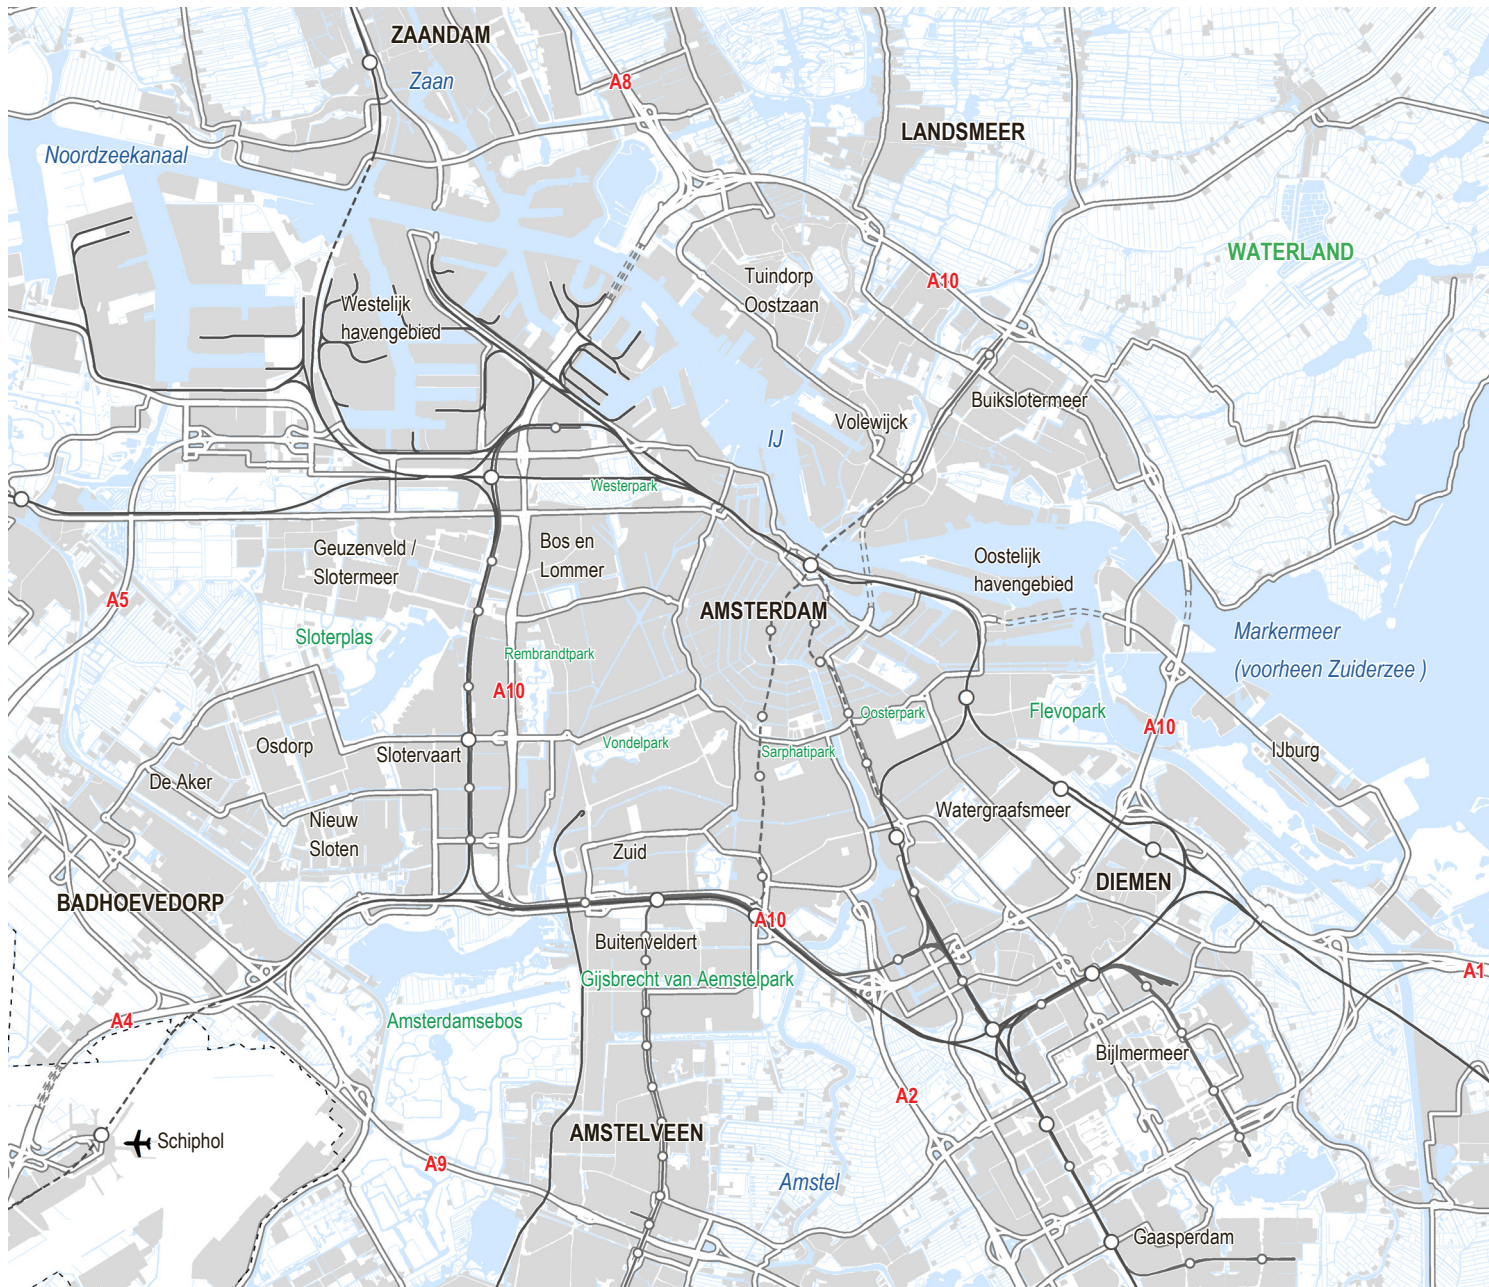 ZAANDAM
Zaan
A8
LANDSMEER
Noordzeekanaal
WATERLAND
Tuindorp
Oostzaan
A10
Westelijk
havengebied
Buikslotermeer
Volewijck
IJ
Westerpark
Geuzenveld /
Slotermeer
Bos en
Lommer
Oostelijk
havengebied
A5
AMSTERDAM
Sloterplas
Markermeer
(voorheen Zuiderzee )
Rembrandtpark
A10
Oosterpark
Flevopark
A10
Osdorp
Slotervaart
Vondelpark
Sarphatipark
IJburg
De Aker
Nieuw
Sloten
Watergraafsmeer
Zuid
DIEMEN
BADHOEVEDORP
A10
Buitenveldert
Gijsbrecht van Aemstelpark
A1
A4
Amsterdamsebos
Bijlmermeer
A2
Schiphol
AMSTELVEEN
A9
Amstel
Gaasperdam